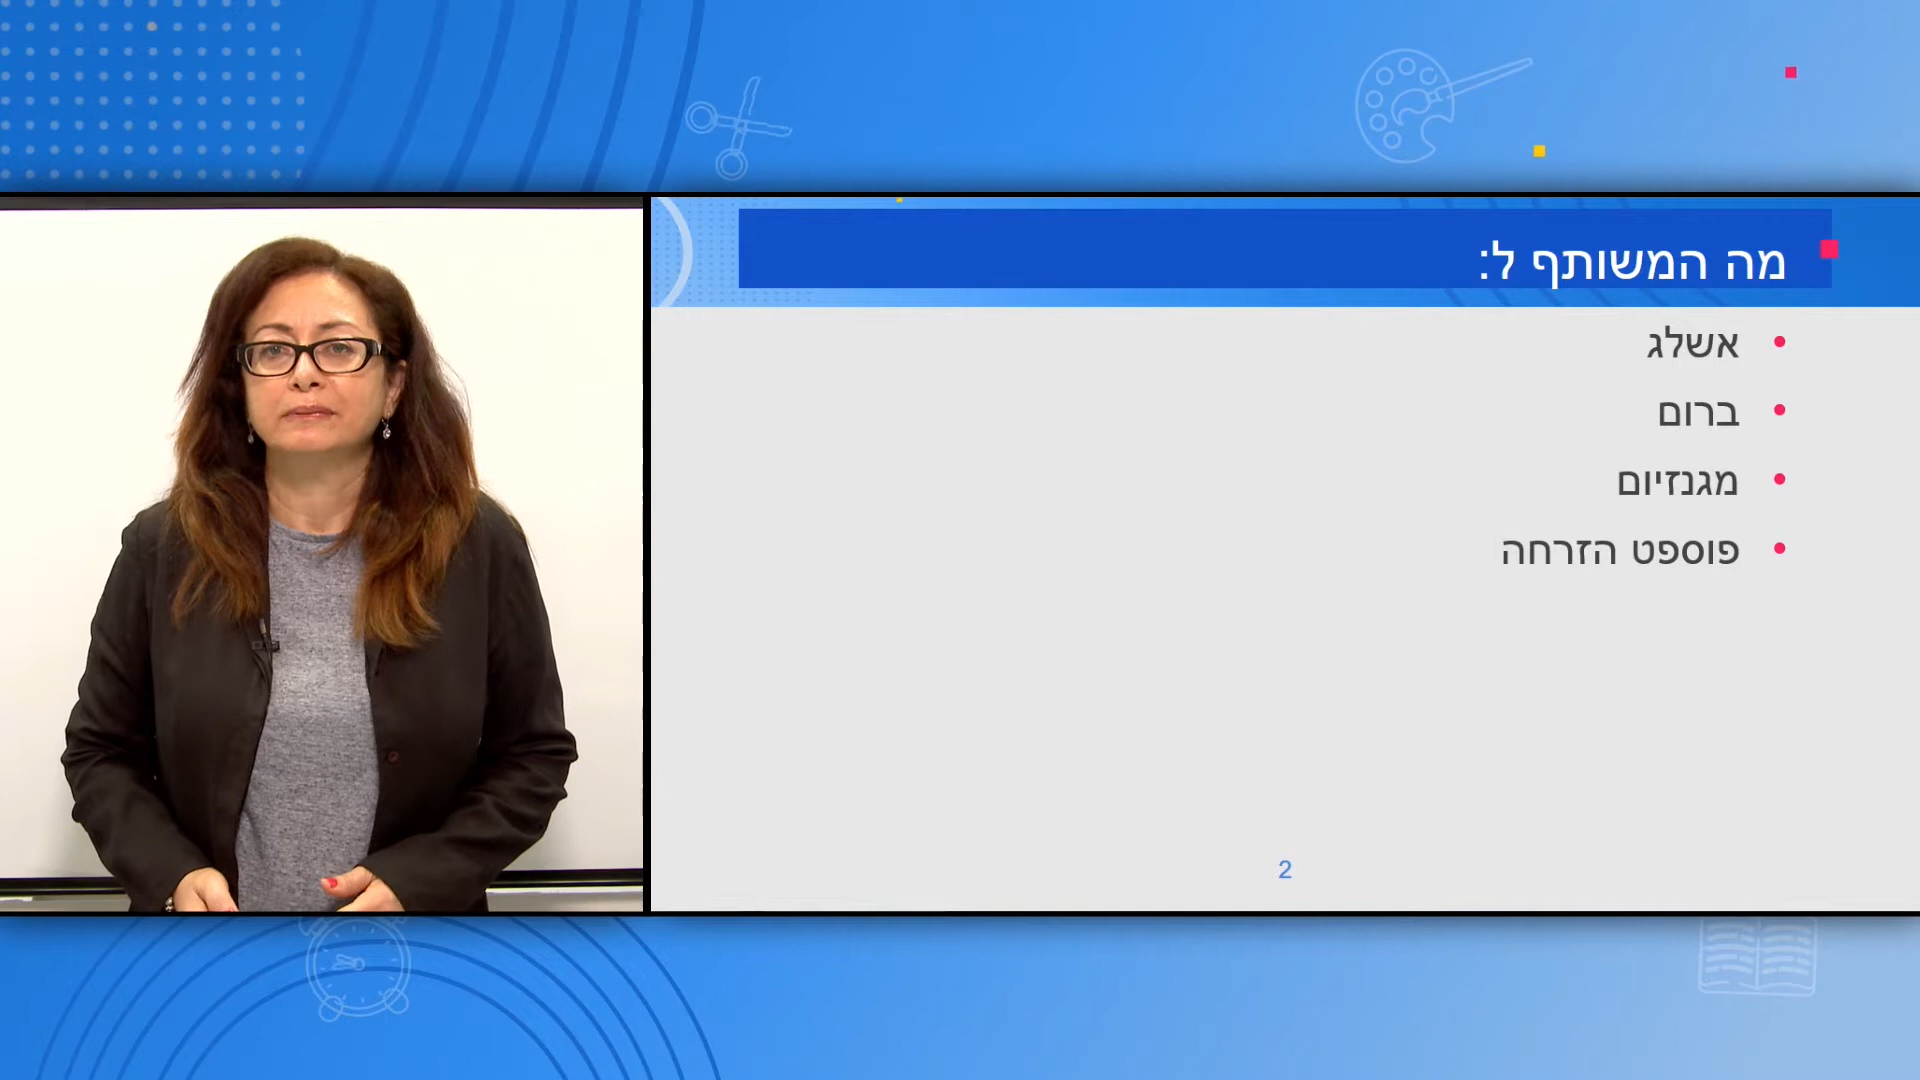 מה המשותף ל:
אשלג
ברום
מגנזיום
פוספט הזרחה
2